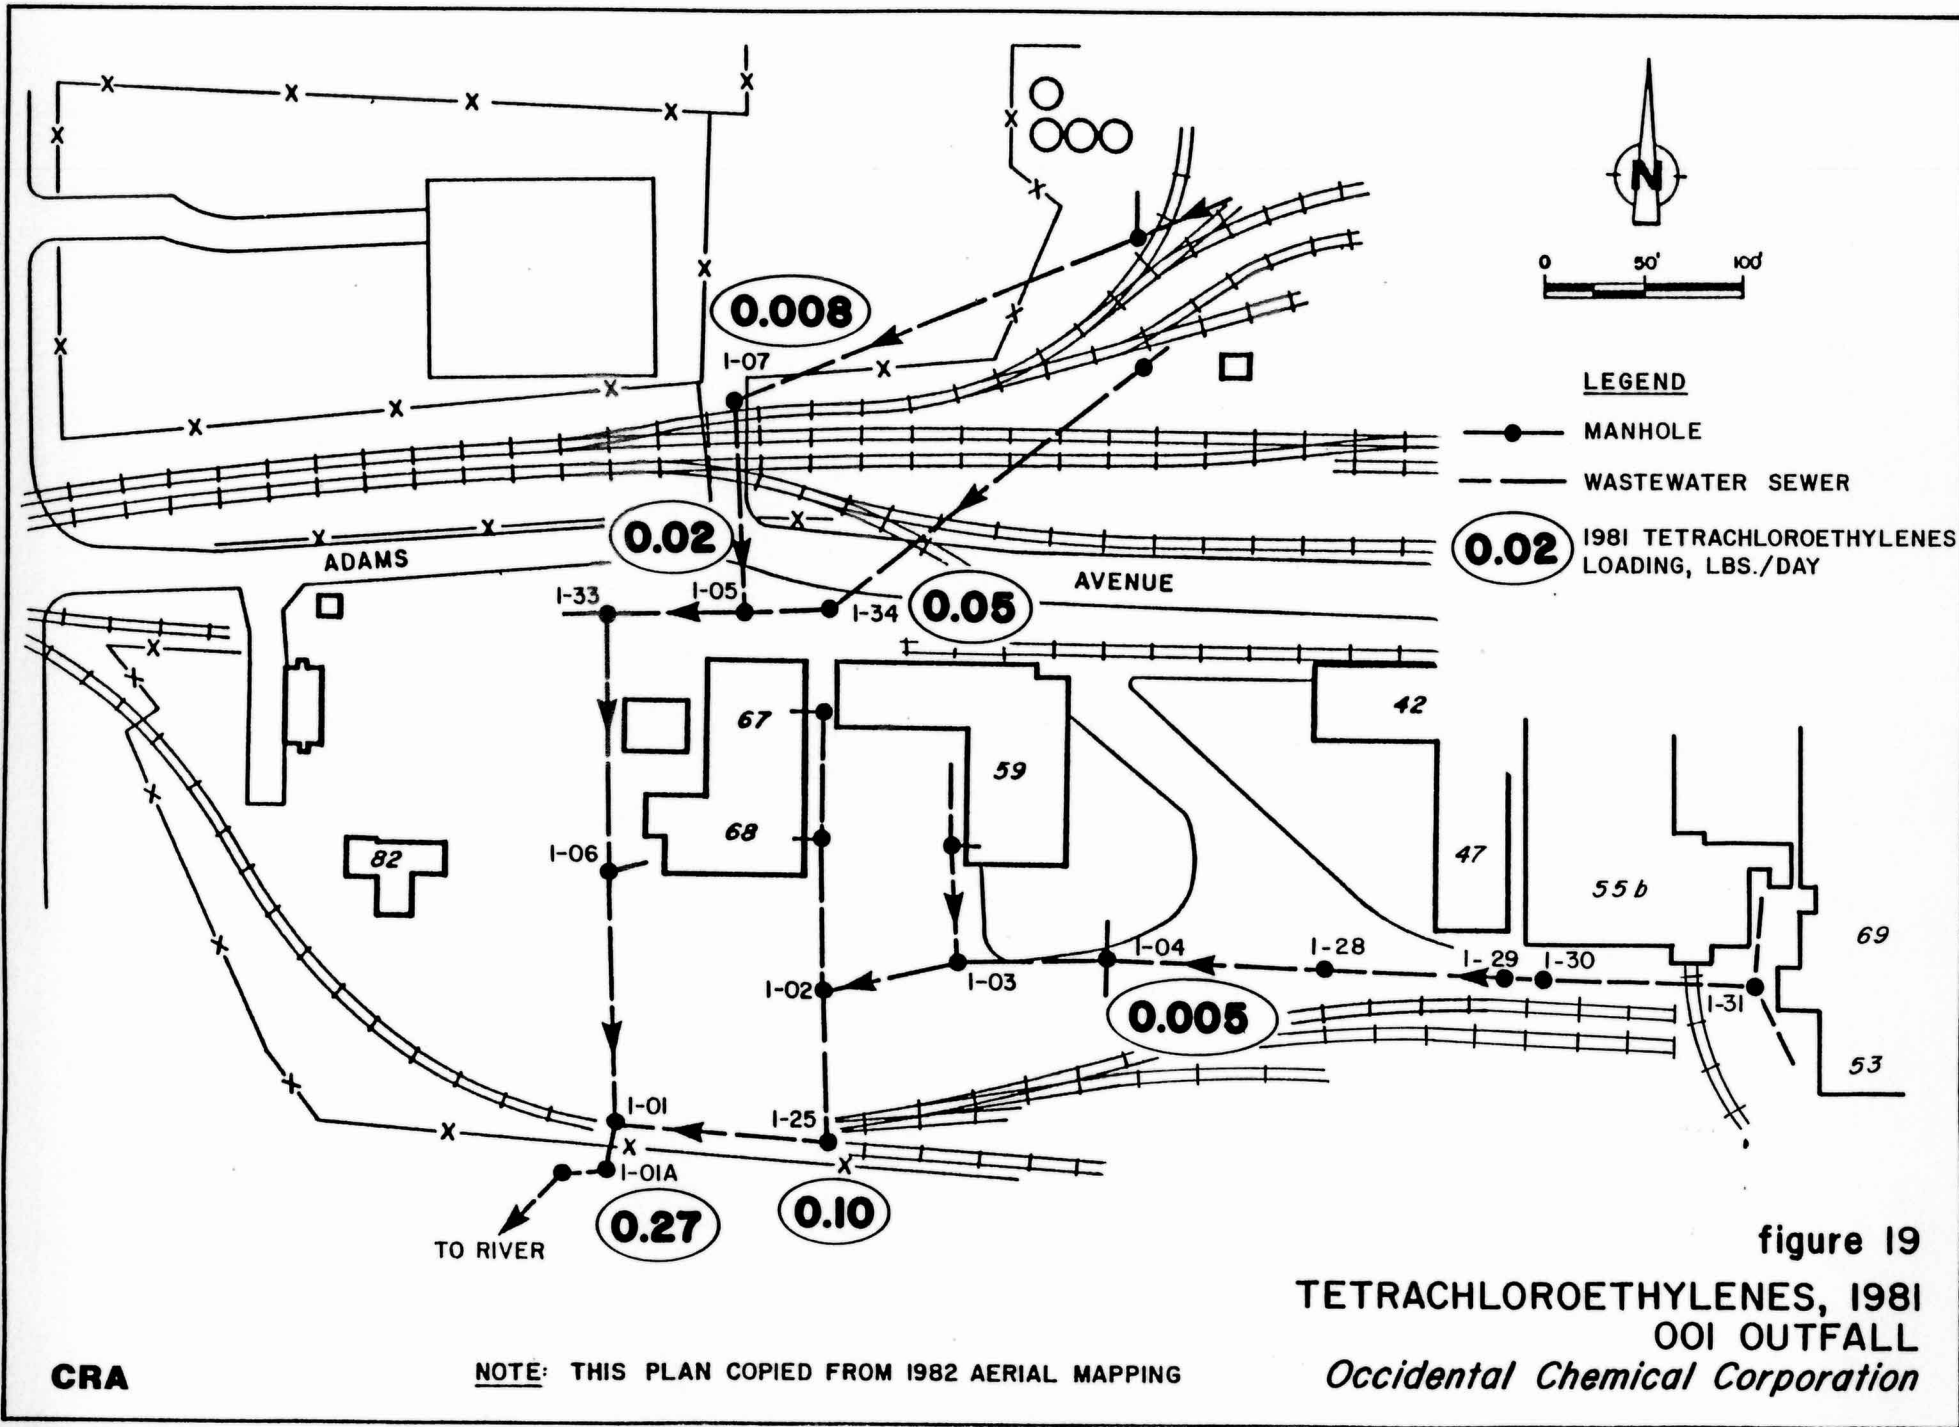 N
0 50' 100'
0.008
1-07
LEGEND
MANHOLE
WASTEWATER SEWER
0.02 1981 TETRACHLOROETHYLENES
LOADING, LBS./DAY
0.02
ADAMS
AVENUE
1-33
1-05
1-34
0.05
42
67
59
68
82
47
55b
69
1-06
1-04
1-28
1-29
1-30
1-02
1-03
1-31
0.005
53
1-01
1-25
1-01A
0.27
0.10
TO RIVER
figure 19
TETRACHLOROETHYLENES, 1981
001 OUTFALL
Occidental Chemical Corporation
CRA
NOTE: THIS PLAN COPIED FROM 1982 AERIAL MAPPING